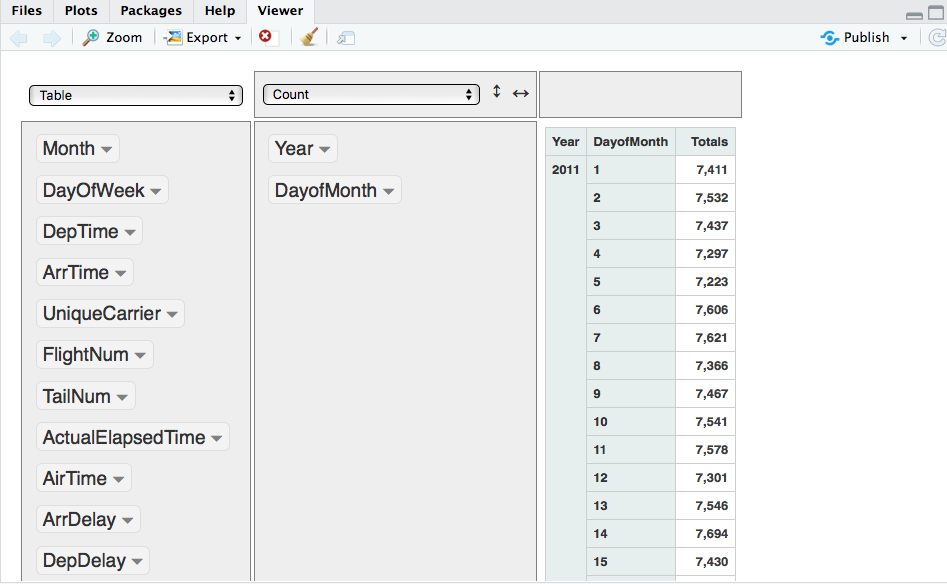 Files Plots Packages Help Viewer
Zoom Export Publish
Table
Count
Month
DayOfWeek
DepTime
ArrTime
UniqueCarrier
FlightNum
TailNum
ActualElapsedTime
AirTime
ArrDelay
DepDelay
Year
DayofMonth
Year DayofMonth Totals
2011 1 7,411
2 7,532
3 7,437
4 7,297
5 7,223
6 7,606
7 7,621
8 7,366
9 7,467
10 7,541
11 7,578
12 7,301
13 7,546
14 7,694
15 7,430